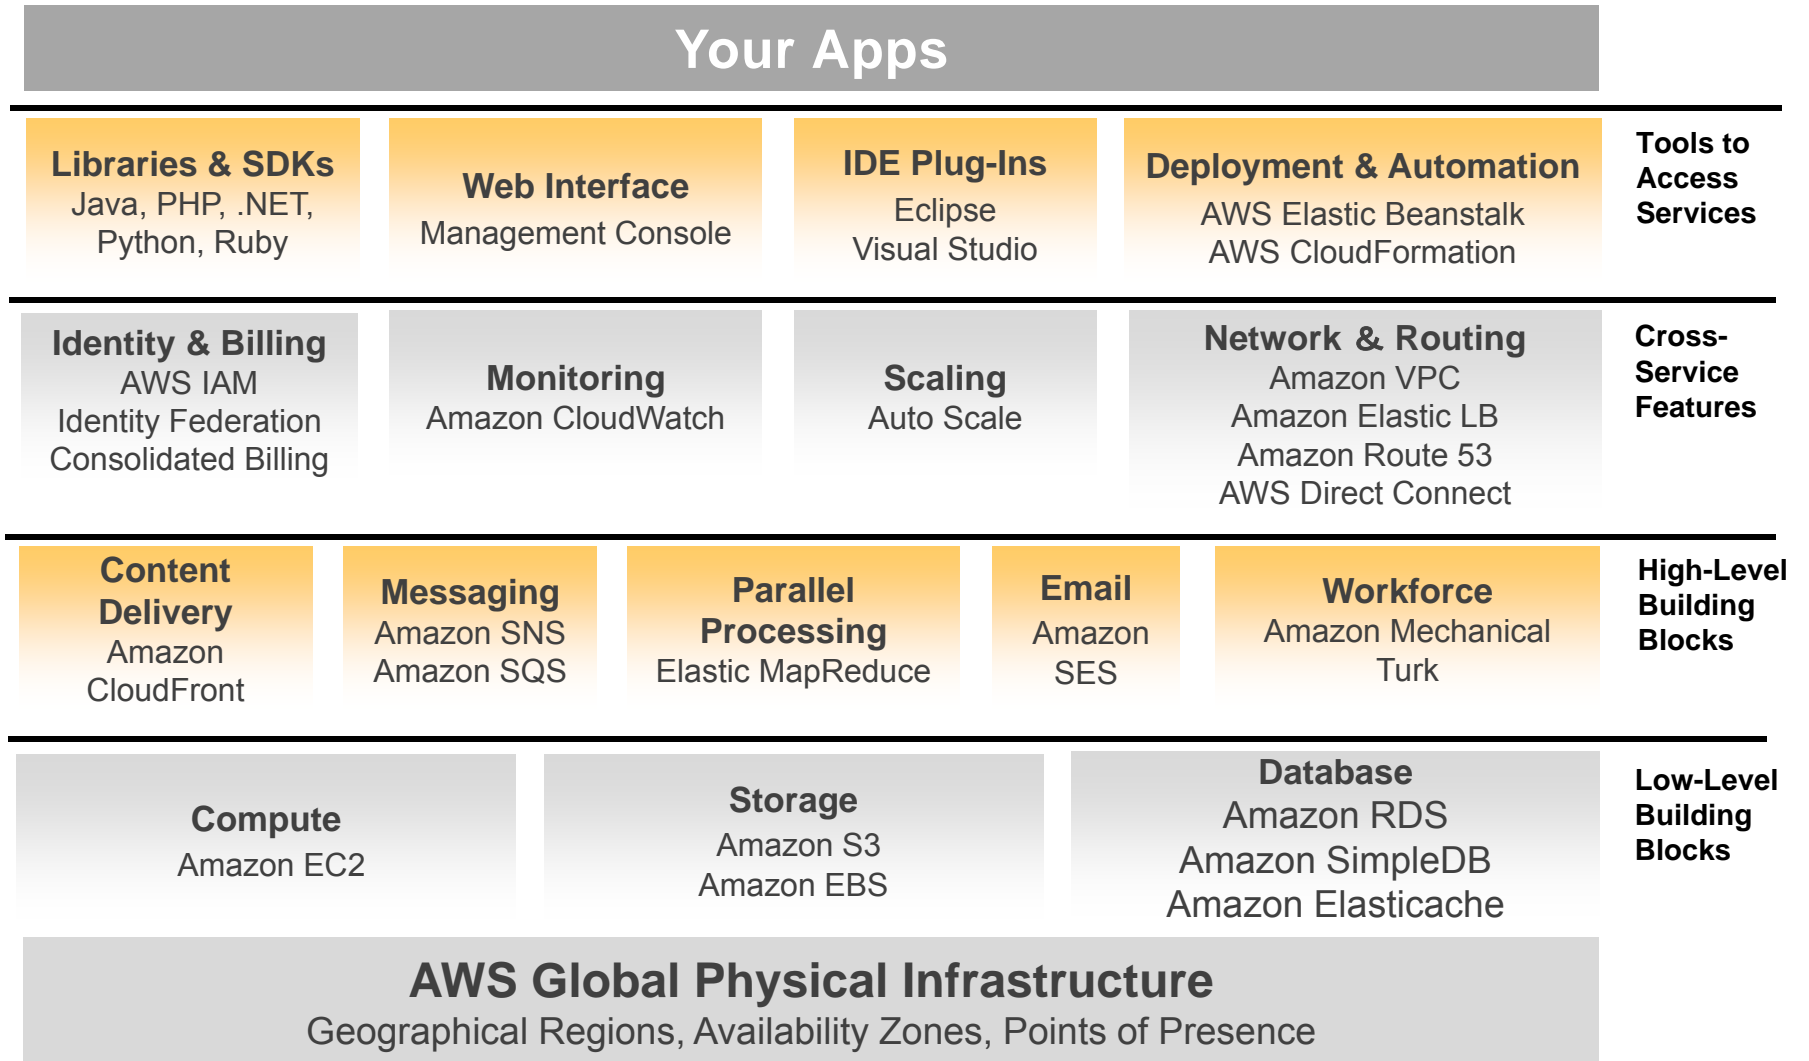 Your Apps
Libraries & SDKs
Java, PHP, .NET,
Python, Ruby
Web Interface
Management Console
IDE Plug-Ins
Eclipse
Visual Studio
Deployment & Automation
AWS Elastic Beanstalk
AWS CloudFormation
Tools to
Access
Services
Identity & Billing
AWS IAM
Identity Federation
Consolidated Billing
Monitoring
Amazon CloudWatch
Scaling
Auto Scale
Network & Routing
Amazon VPC
Amazon Elastic LB
Amazon Route 53
AWS Direct Connect
Cross-
Service
Features
Content
Delivery
Amazon
CloudFront
Messaging
Amazon SNS
Amazon SQS
Parallel
Processing
Elastic MapReduce
Email
Amazon
SES
Workforce
Amazon Mechanical
Turk
High-Level
Building
Blocks
Compute
Amazon EC2
Storage
Amazon S3
Amazon EBS
Database
Amazon RDS
Amazon SimpleDB
Amazon Elasticache
Low-Level
Building
Blocks
AWS Global Physical Infrastructure
Geographical Regions, Availability Zones, Points of Presence